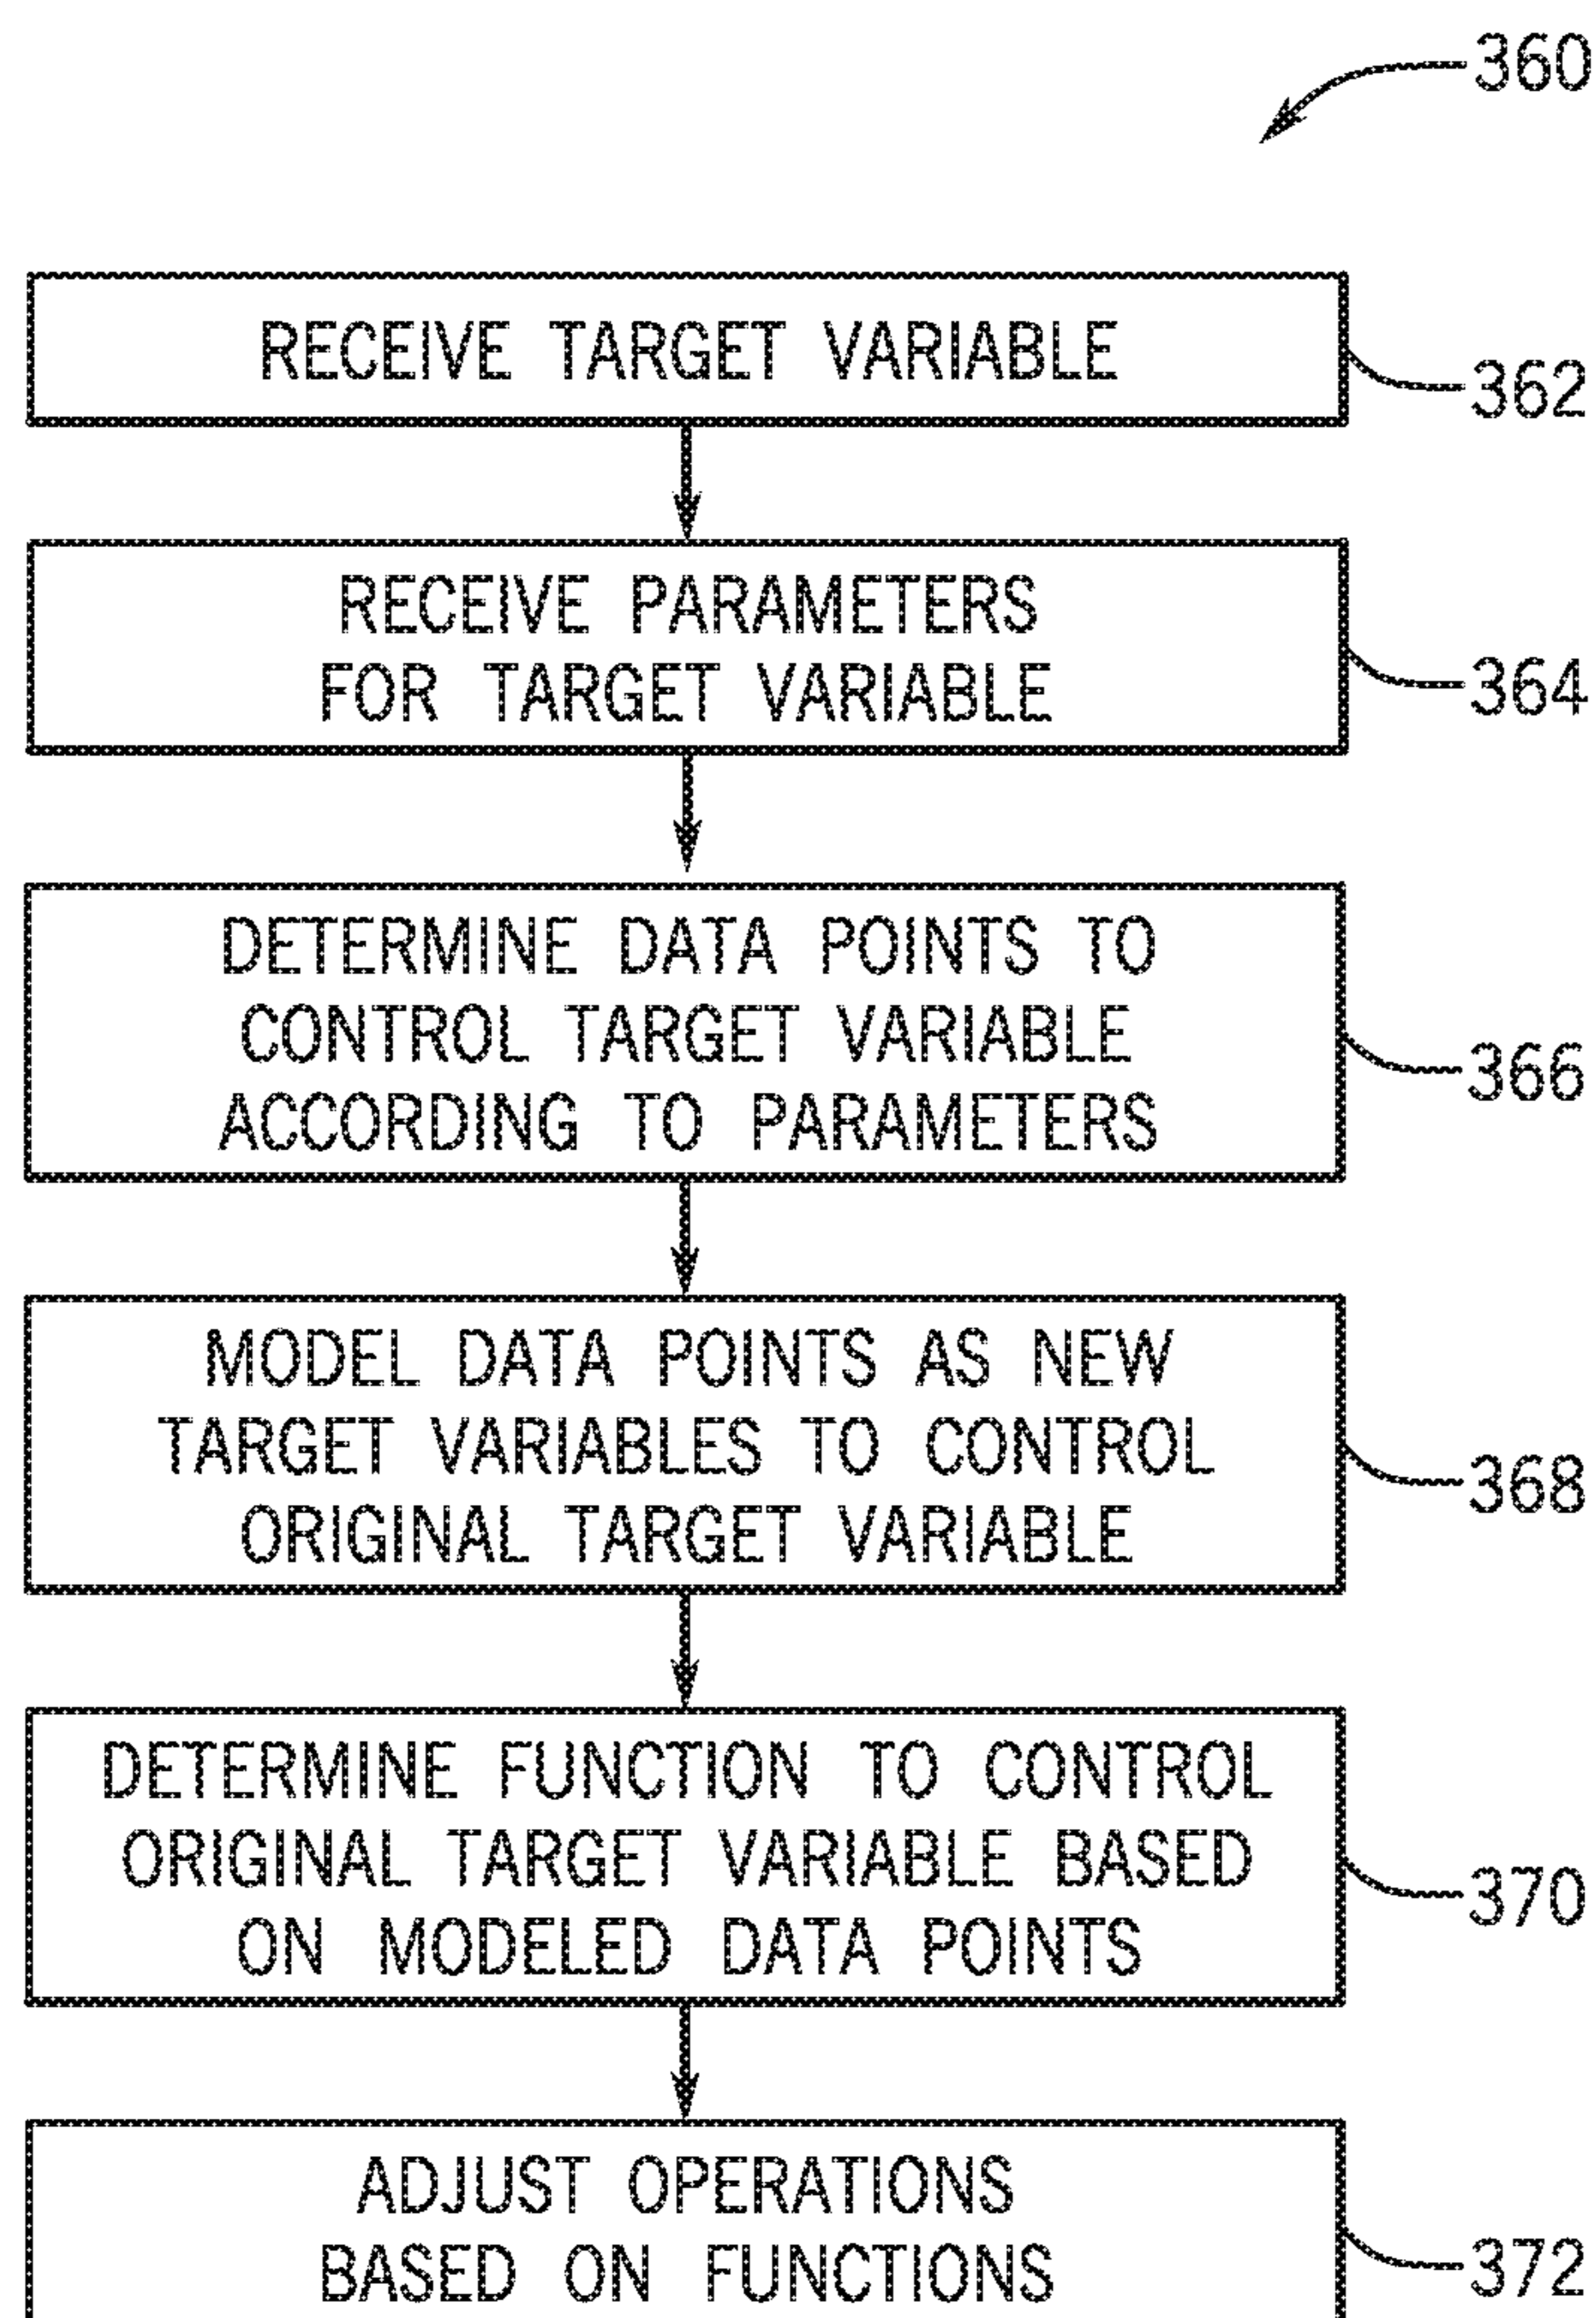 360
RECEIVE TARGET VARIABLE
362
RECEIVE PARAMETERS
FOR TARGET VARIABLE
364
DETERMINE DATA POINTS TO
CONTROL TARGET VARIABLE
ACCORDING TO PARAMETERS
366
MODEL DATA POINTS AS NEW
TARGET VARIABLES TO CONTROL
ORIGINAL TARGET VARIABLE
368
DETERMINE FUNCTION TO CONTROL
ORIGINAL TARGET VARIABLE BASED
ON MODELED DATA POINTS
370
ADJUST OPERATIONS
BASED ON FUNCTIONS
372